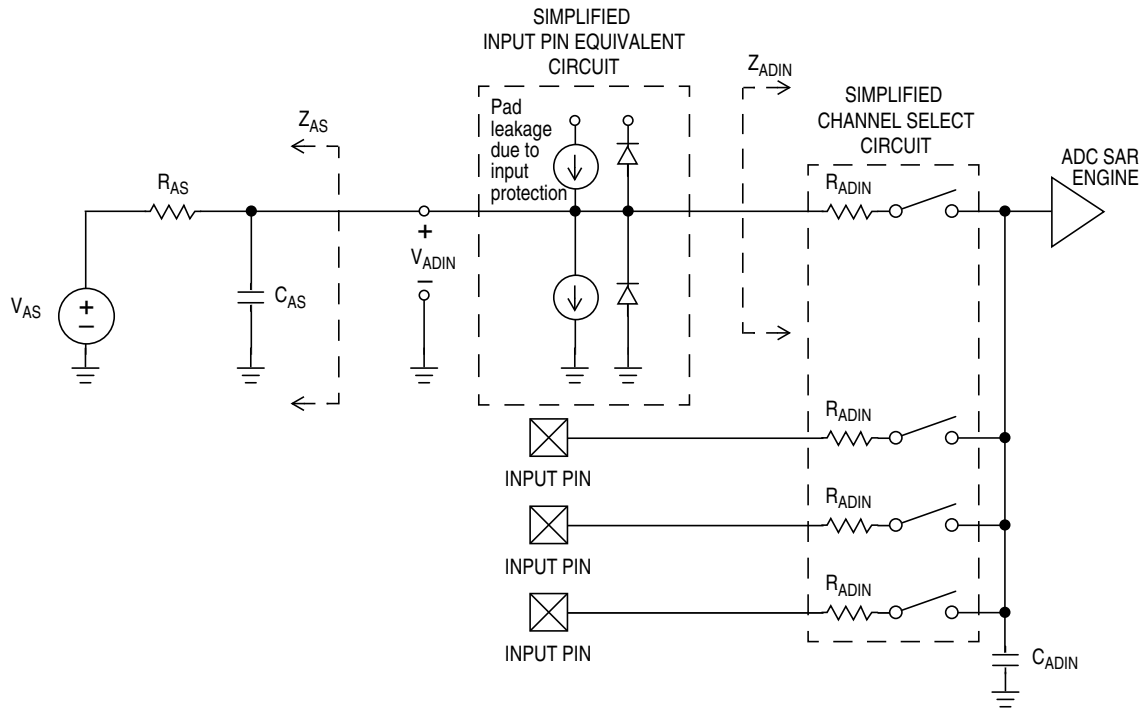 SIMPLIFIED
INPUT PIN EQUIVALENT
CIRCUIT
Pad
leakage
due to
input
protection
ZAS
RAS
VAS
+
–
CAS
+
VADIN
–
ZADIN
SIMPLIFIED
CHANNEL SELECT
CIRCUIT
RADIN
ADC SAR
ENGINE
RADIN
INPUT PIN
RADIN
INPUT PIN
RADIN
INPUT PIN
CADIN